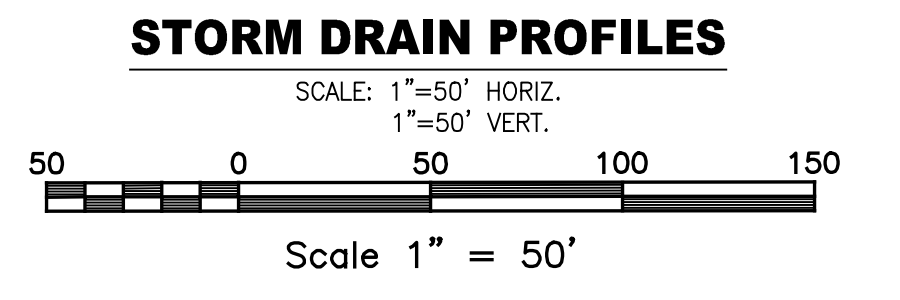 STORM DRAIN PROFILES
SCALE: 1"=50' HORIZ.
1"=50' VERT.
50 0 50 100 150
Scale 1" = 50'